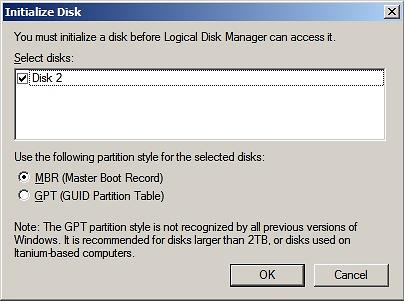 Initialize Disk
You must initialize a disk before Logical Disk Manager can access it.
Select disks:
Disk 2
Use the following partition style for the selected disks:
MBR (Master Boot Record)
GPT (GUID Partition Table)
Note: The GPT partition style is not recognized by all previous versions of
Windows. It is recommended for disks larger than 2TB, or disks used on
Itanium-based computers.
OK
Cancel